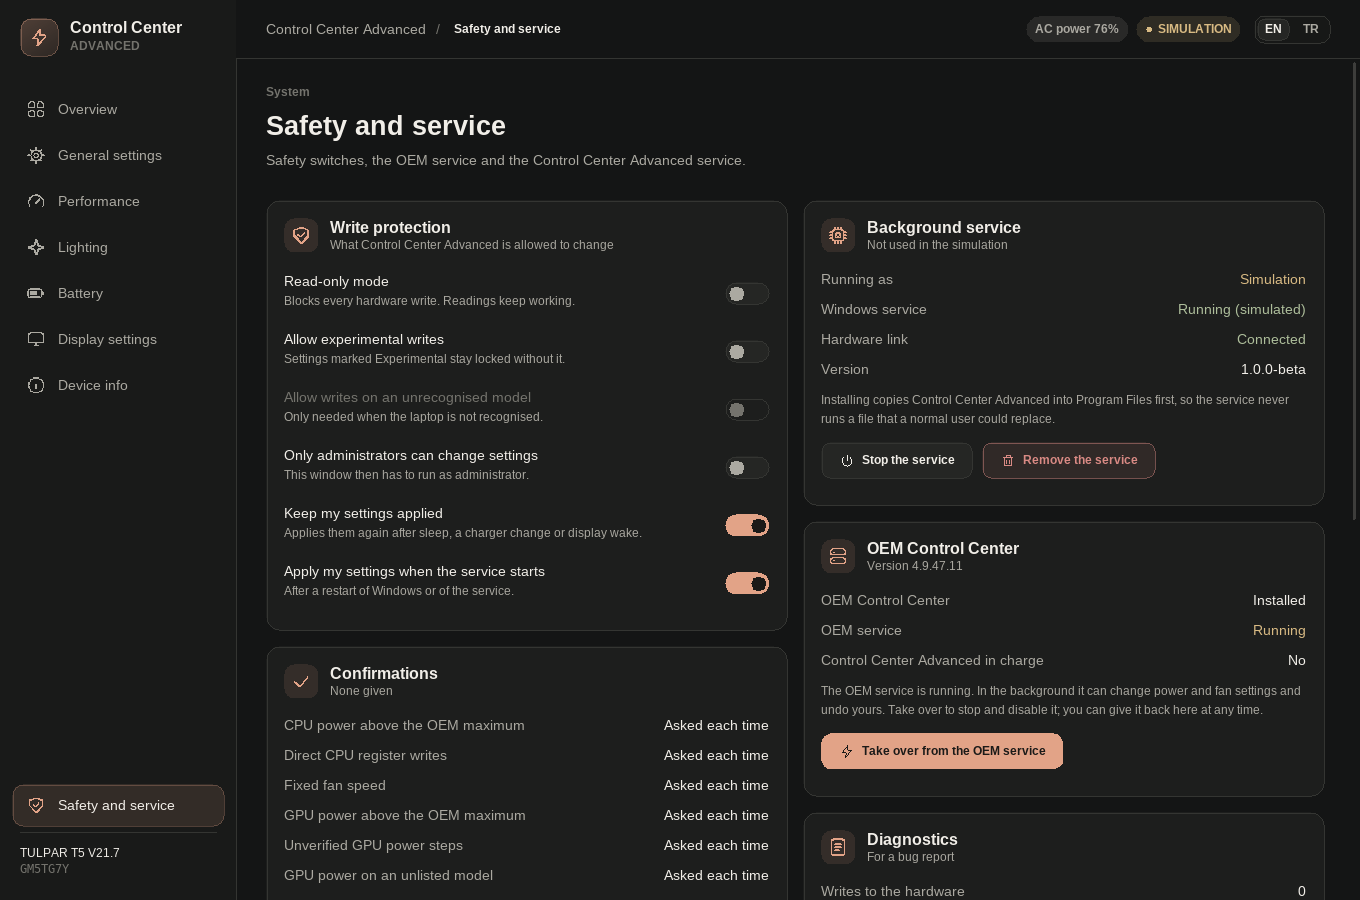 Control Center
ADVANCED
Overview
General settings
Performance
Lighting
Battery
Display settings
Device info
Safety and service
TULPAR T5 V21.7
GM5TG7Y
Control Center Advanced / Safety and service
AC power 76%
SIMULATION
EN TR
System
Safety and service
Safety switches, the OEM service and the Control Center Advanced service.
Write protection
What Control Center Advanced is allowed to change
Read-only mode
Blocks every hardware write. Readings keep working.
Allow experimental writes
Settings marked Experimental stay locked without it.
Allow writes on an unrecognised model
Only needed when the laptop is not recognised.
Only administrators can change settings
This window then has to run as administrator.
Keep my settings applied
Applies them again after sleep, a charger change or display wake.
Apply my settings when the service starts
After a restart of Windows or of the service.
Confirmations
None given
CPU power above the OEM maximum Asked each time
Direct CPU register writes Asked each time
Fixed fan speed Asked each time
GPU power above the OEM maximum Asked each time
Unverified GPU power steps Asked each time
GPU power on an unlisted model Asked each time
Background service
Not used in the simulation
Running as Simulation
Windows service Running (simulated)
Hardware link Connected
Version 1.0.0-beta
Installing copies Control Center Advanced into Program Files first, so the service never
runs a file that a normal user could replace.
Stop the service
Remove the service
OEM Control Center
Version 4.9.47.11
OEM Control Center Installed
OEM service Running
Control Center Advanced in charge No
The OEM service is running. In the background it can change power and fan settings and
undo yours. Take over to stop and disable it; you can give it back here at any time.
Take over from the OEM service
Diagnostics
For a bug report
Writes to the hardware 0